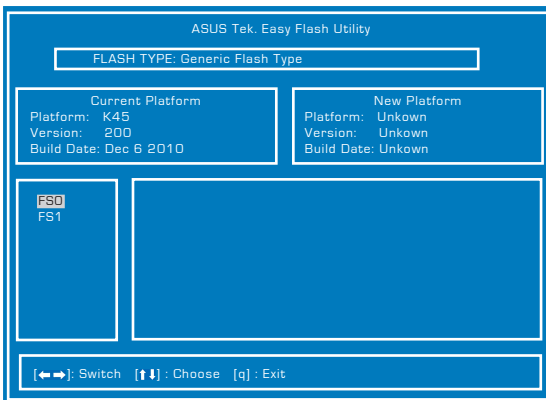 ASUS Tek. Easy Flash Utility
FLASH TYPE: Generic Flash Type
Current Platform
Platform: K45
Version: 200
Build Date: Dec 6 2010
New Platform
Platform: Unkown
Version: Unkown
Build Date: Unkown
FS0
FS1
[←→]: Switch [↑↓] : Choose [q] : Exit